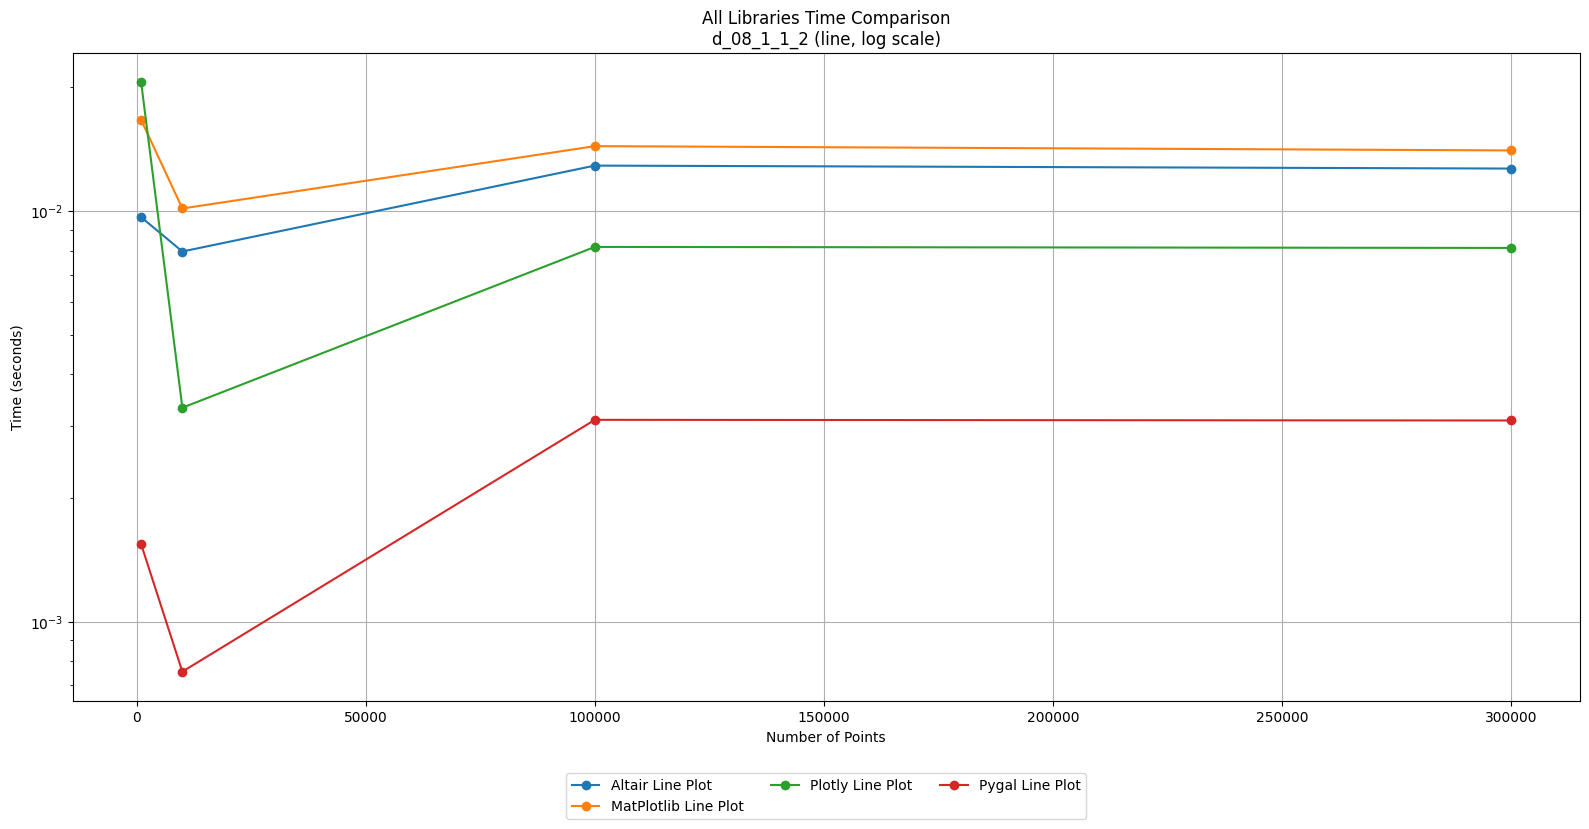 All Libraries Time Comparison
d_08_1_1_2 (line, log scale)
Time (seconds)
10⁻²
10⁻³
0 50000 100000 150000 200000 250000 300000
Number of Points
Altair Line Plot Plotly Line Plot Pygal Line Plot
MatPlotlib Line Plot